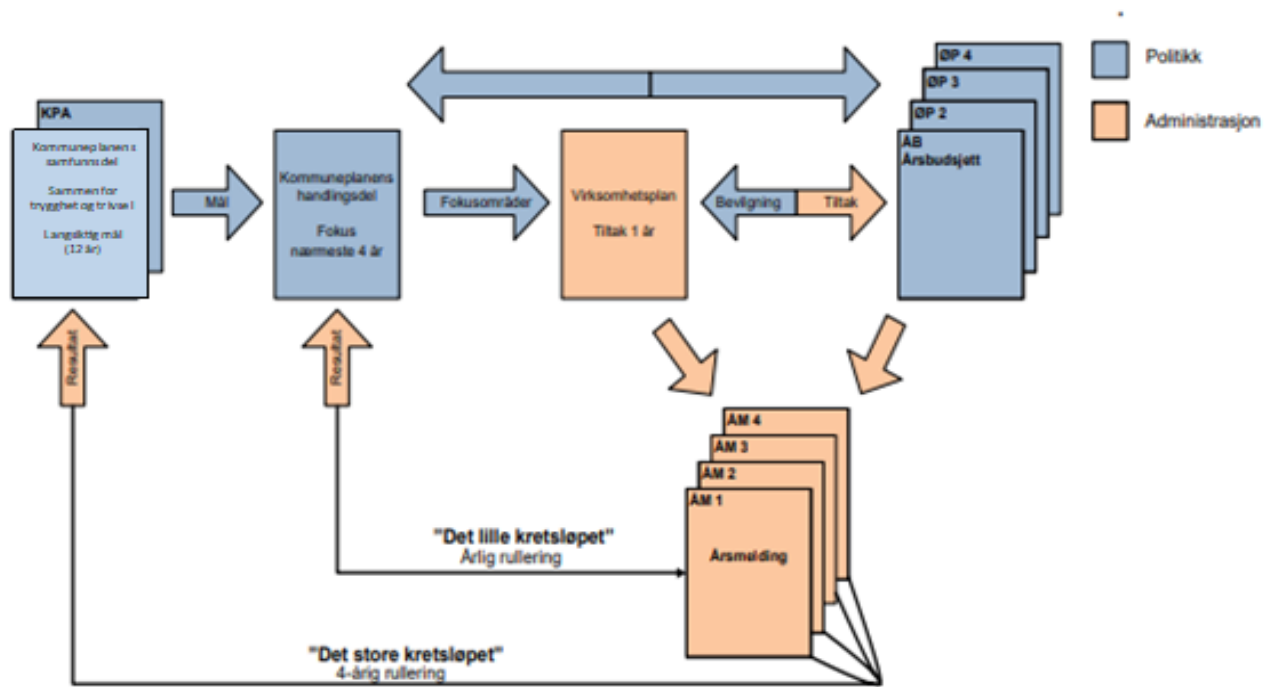 KPA
Kommuneplanens
samfunnsdel
Sammen for
trygghet og trivsel
Langsiktig mål
(12 år)
Mål
Kommuneplanens
handlingsdel
Fokus
nærmeste 4 år
Fokusområder
Virksomhetsplan
Tiltak 1 år
Bevilgning
Tiltak
ØP 4
ØP 3
ØP 2
ÅB
Årsbudsjett
Politikk
Administrasjon
Resultat
Resultat
ÅM 4
ÅM 3
ÅM 2
ÅM 1
Årsmelding
"Det lille kretsløpet"
Årlig rullering
"Det store kretsløpet"
4-årig rullering